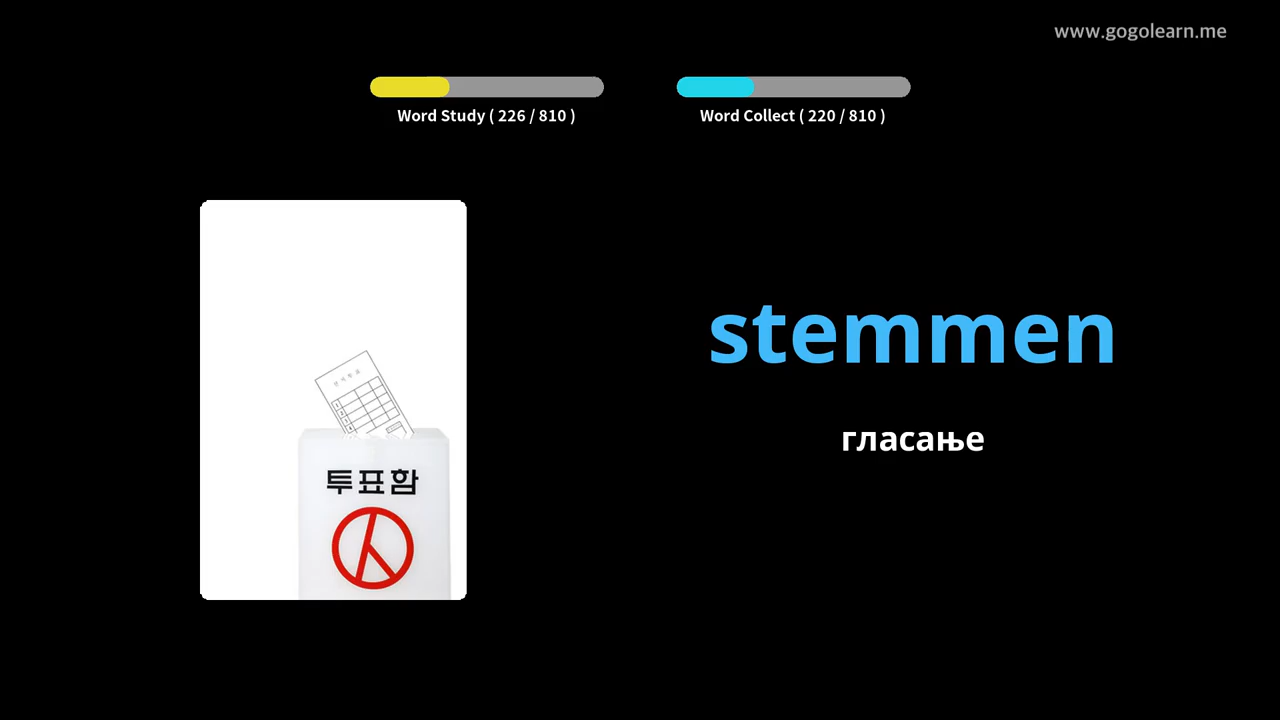 www.gogolearn.me
Word Study ( 226 / 810 )
Word Collect ( 220 / 810 )
stemmen
гласање
투표함